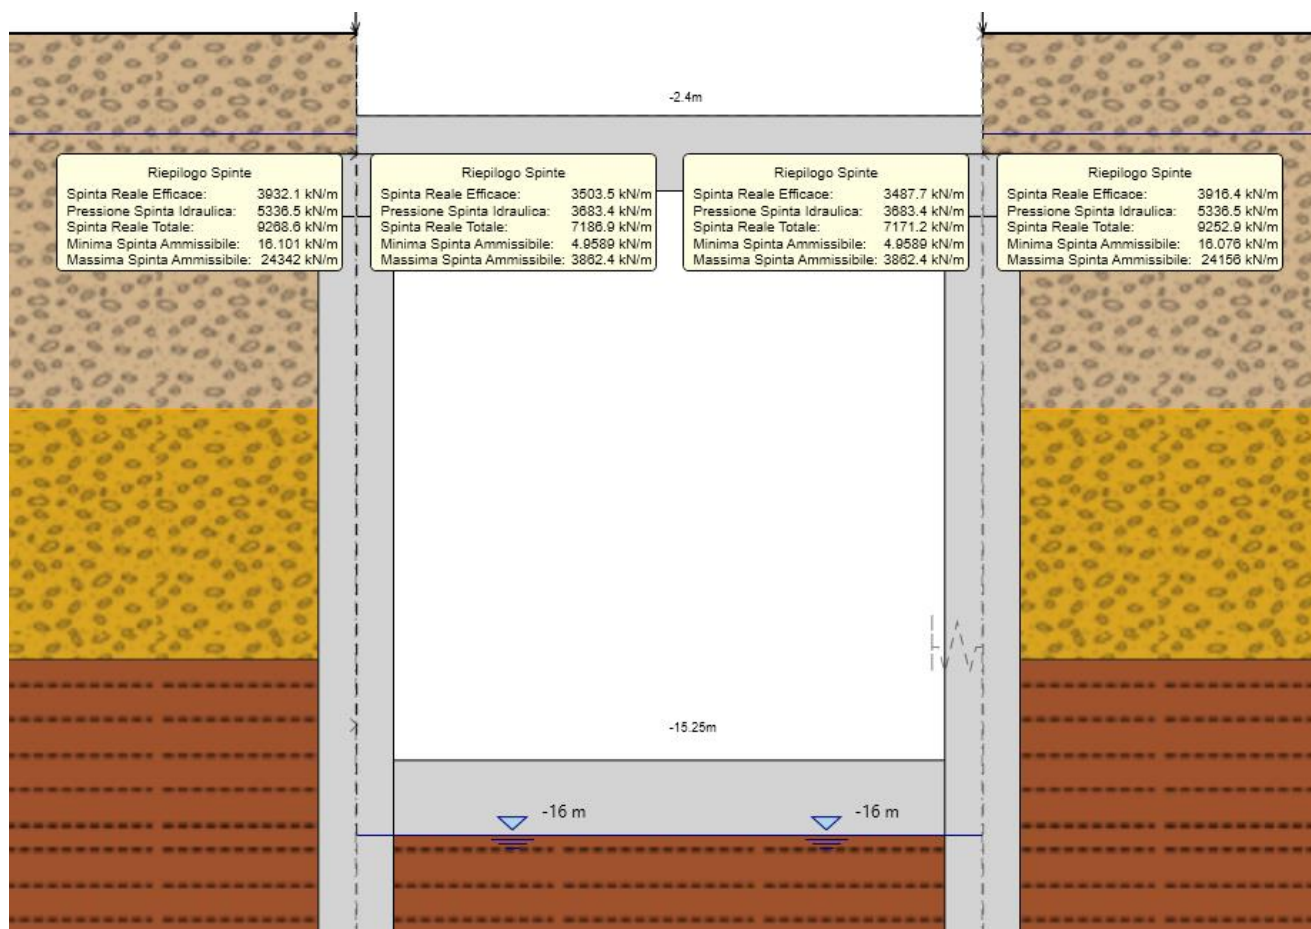 -2.4m
Riepilogo Spinte
Spinta Reale Efficace: 3932.1 kN/m
Pressione Spinta Idraulica: 5336.5 kN/m
Spinta Reale Totale: 9268.6 kN/m
Minima Spinta Ammissibile: 16.101 kN/m
Massima Spinta Ammissibile: 24342 kN/m
Riepilogo Spinte
Spinta Reale Efficace: 3503.5 kN/m
Pressione Spinta Idraulica: 3683.4 kN/m
Spinta Reale Totale: 7186.9 kN/m
Minima Spinta Ammissibile: 4.9589 kN/m
Massima Spinta Ammissibile: 3862.4 kN/m
Riepilogo Spinte
Spinta Reale Efficace: 3487.7 kN/m
Pressione Spinta Idraulica: 3683.4 kN/m
Spinta Reale Totale: 7171.2 kN/m
Minima Spinta Ammissibile: 4.9589 kN/m
Massima Spinta Ammissibile: 3862.4 kN/m
Riepilogo Spinte
Spinta Reale Efficace: 3916.4 kN/m
Pressione Spinta Idraulica: 5336.5 kN/m
Spinta Reale Totale: 9252.9 kN/m
Minima Spinta Ammissibile: 16.076 kN/m
Massima Spinta Ammissibile: 24156 kN/m
-15.25m
-16 m
-16 m